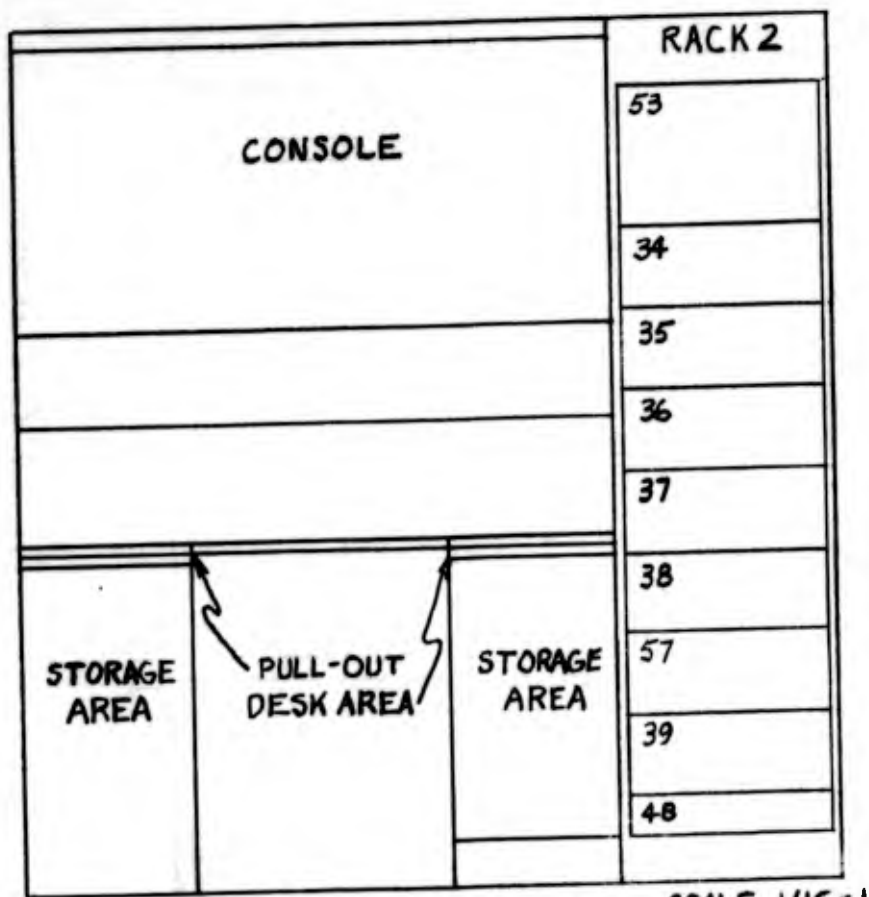 RACK 2
CONSOLE
53
34
35
36
37
38
57
39
48
STORAGE
AREA
PULL-OUT
DESK AREA
STORAGE
AREA